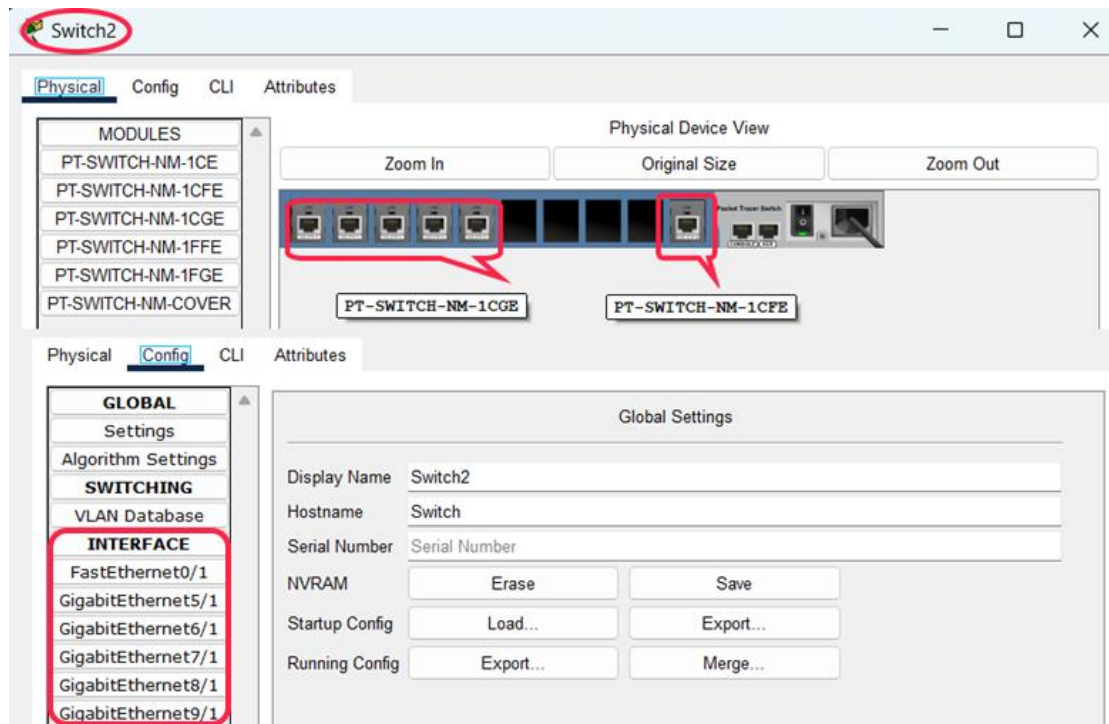 Switch2
Physical Config CLI Attributes
MODULES
PT-SWITCH-NM-1CE
PT-SWITCH-NM-1CFE
PT-SWITCH-NM-1CGE
PT-SWITCH-NM-1FFE
PT-SWITCH-NM-1FGE
PT-SWITCH-NM-COVER
Physical Device View
Zoom In Original Size Zoom Out
Packet Tracer Switch
PT-SWITCH-NM-1CGE
PT-SWITCH-NM-1CFE
Physical Config CLI Attributes
GLOBAL
Settings
Algorithm Settings
SWITCHING
VLAN Database
INTERFACE
FastEthernet0/1
GigabitEthernet5/1
GigabitEthernet6/1
GigabitEthernet7/1
GigabitEthernet8/1
GigabitEthernet9/1
Global Settings
Display Name Switch2
Hostname Switch
Serial Number Serial Number
NVRAM Erase Save
Startup Config Load... Export...
Running Config Export... Merge...